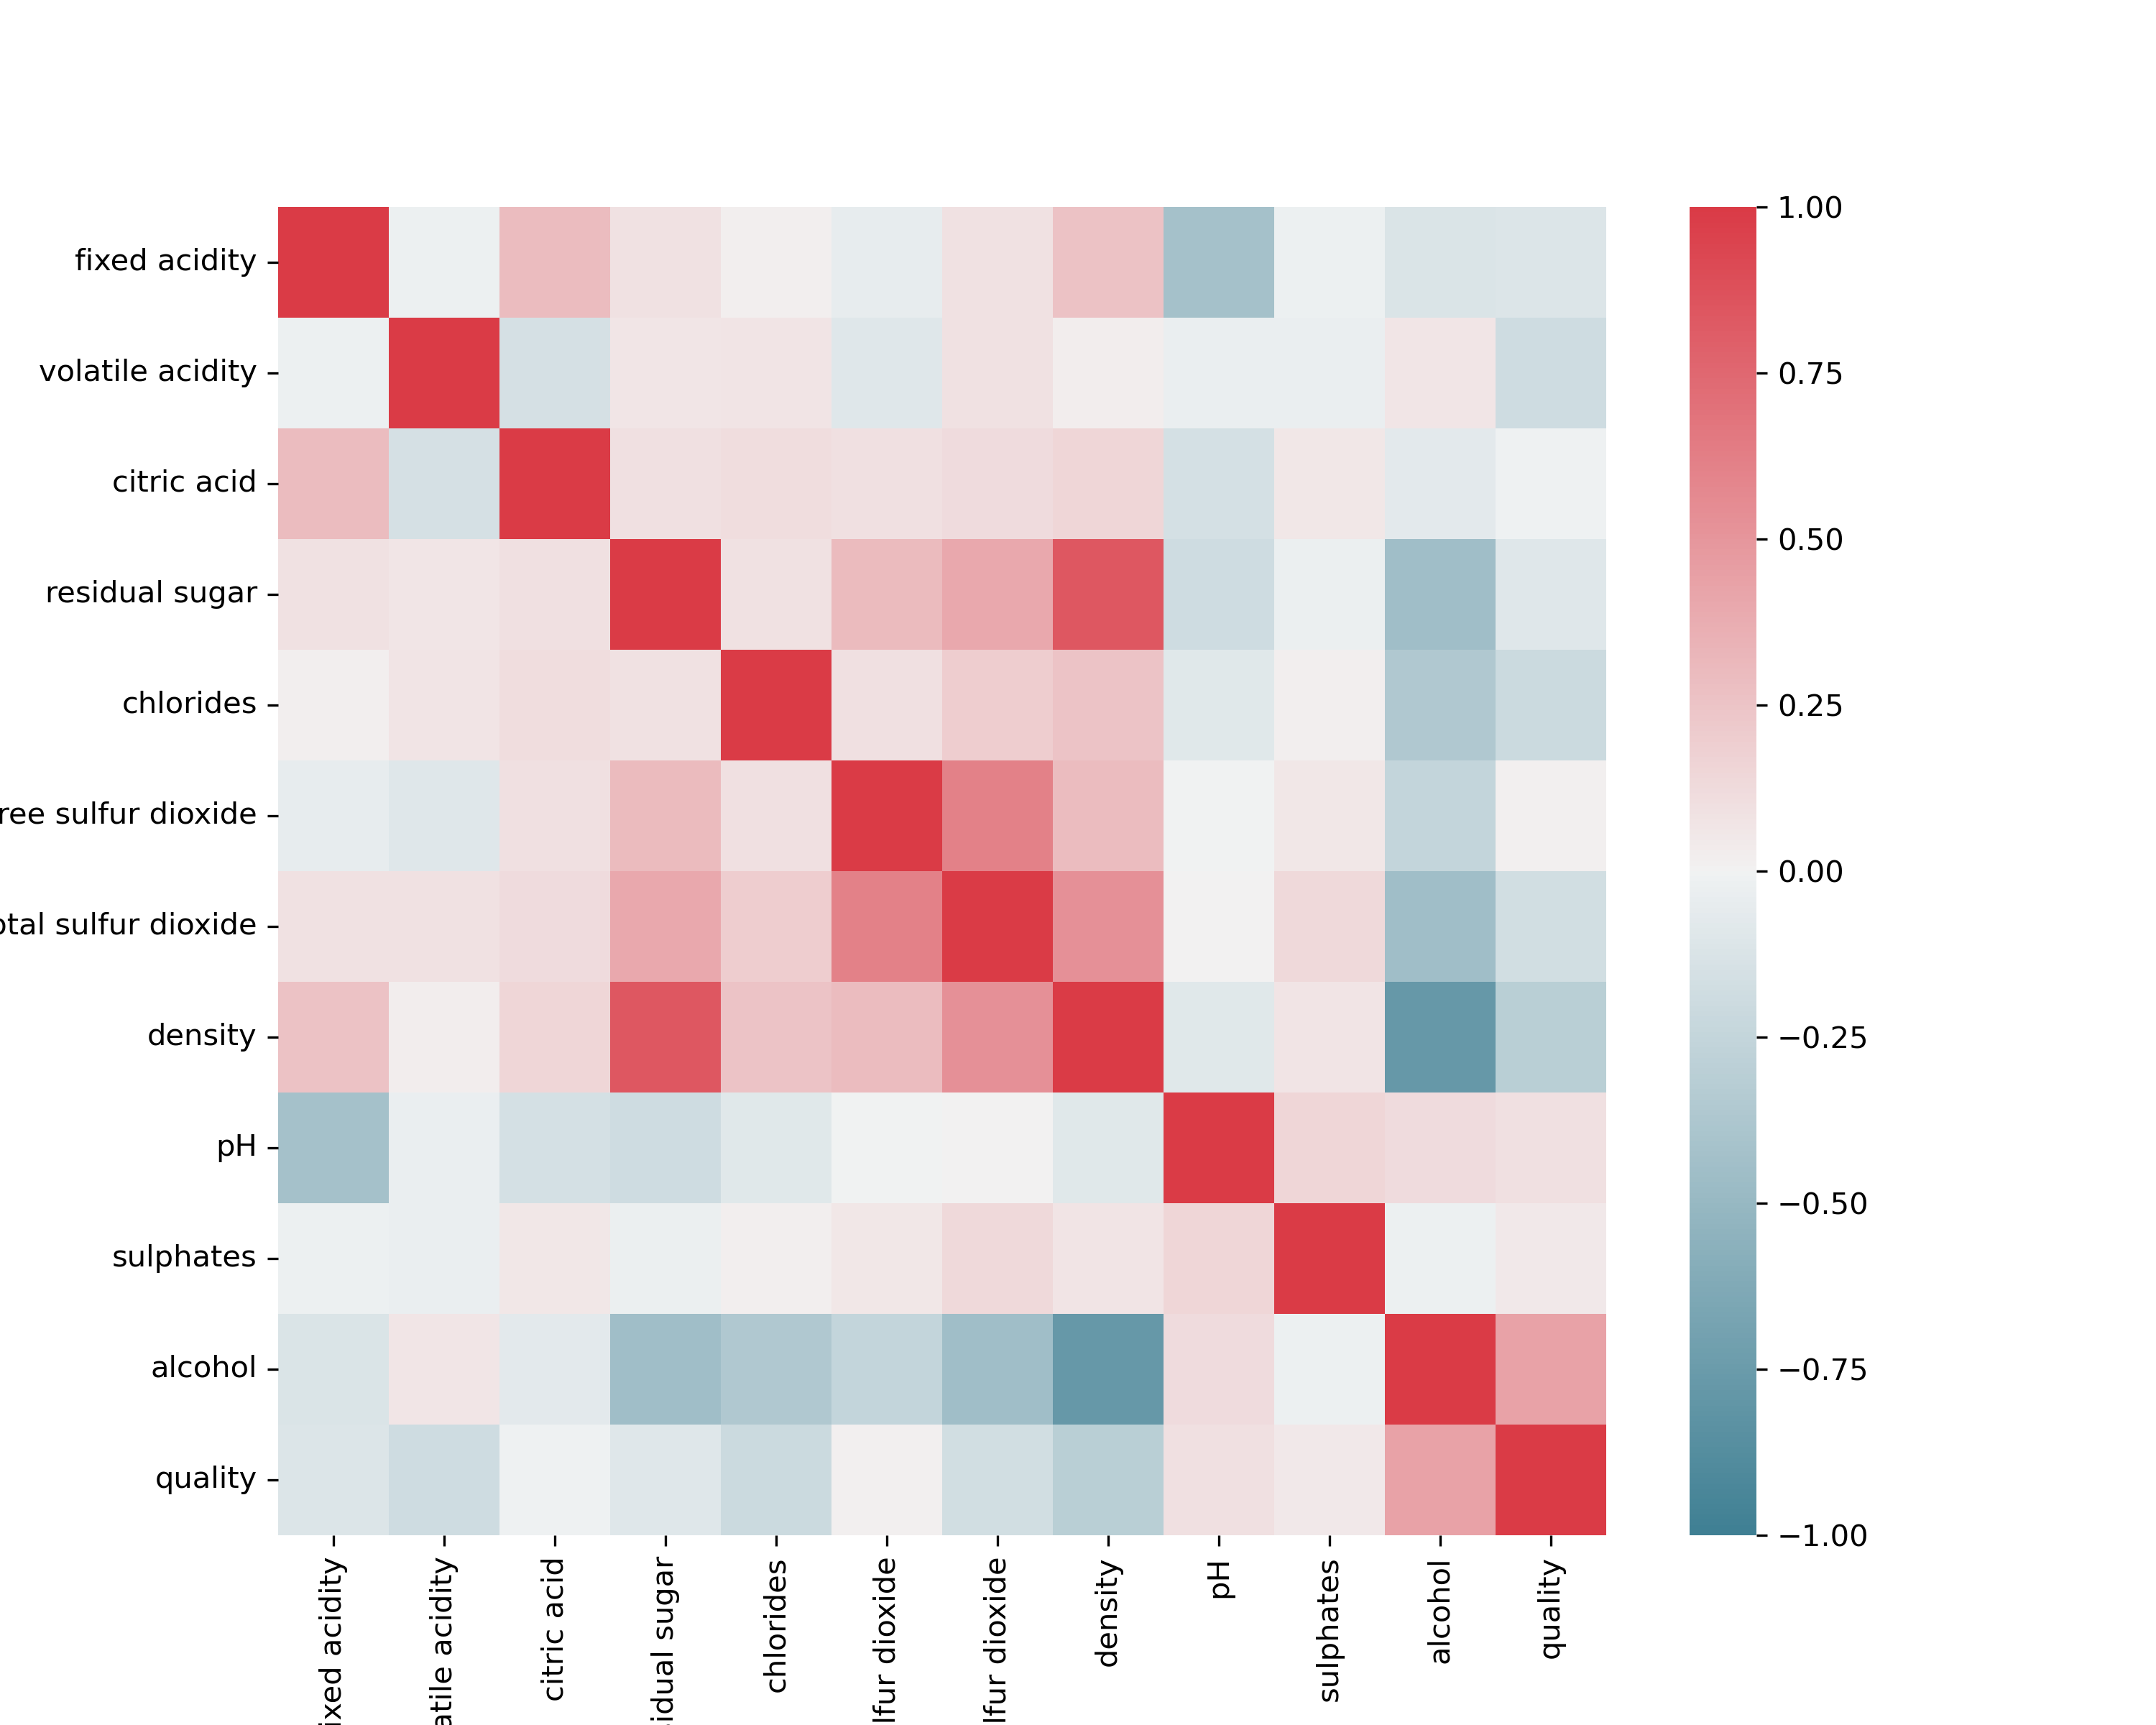 fixed acidity
volatile acidity
citric acid
residual sugar
chlorides
ree sulfur dioxide
otal sulfur dioxide
density
pH
sulphates
alcohol
quality
ixed acidity
atile acidity
citric acid
idual sugar
chlorides
lfur dioxide
lfur dioxide
density
pH
sulphates
alcohol
quality
1.00
0.75
0.50
0.25
0.00
−0.25
−0.50
−0.75
−1.00